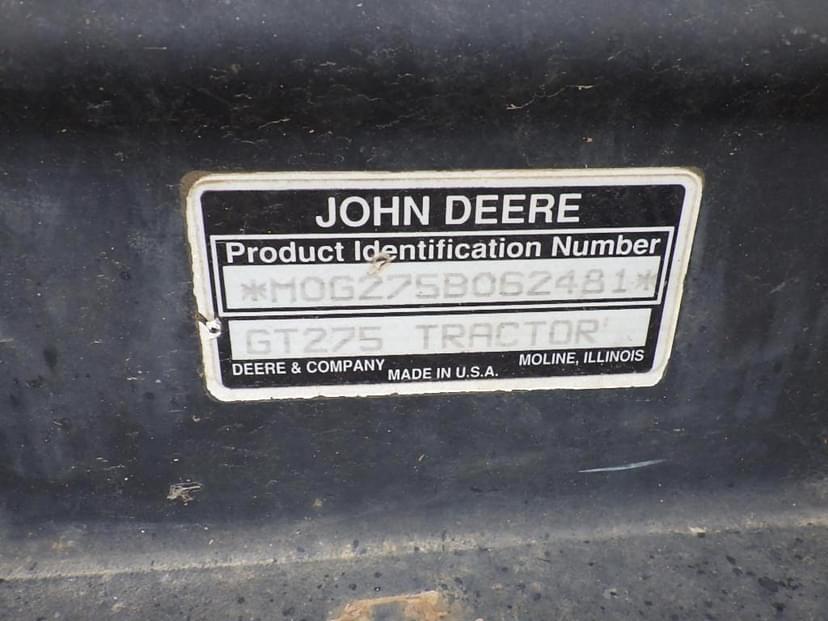 JOHN DEERE
Product Identification Number
*M0G275B062481*
GT275 TRACTOR
DEERE & COMPANY MADE IN U.S.A. MOLINE, ILLINOIS